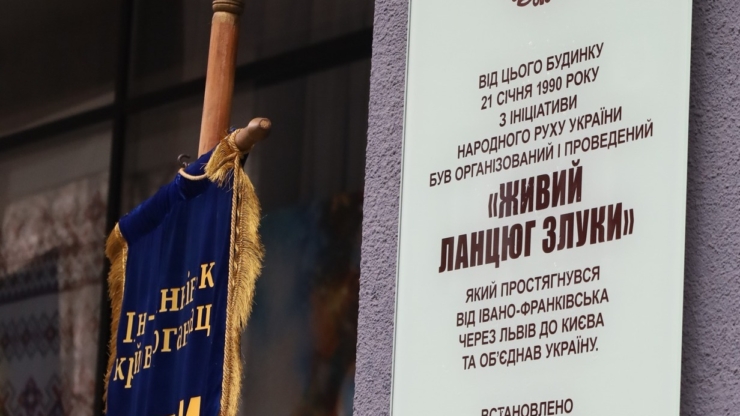 ВІД ЦЬОГО БУДИНКУ
21 СІЧНЯ 1990 РОКУ
З ІНІЦІАТИВИ
НАРОДНОГО РУХУ УКРАЇНИ
БУВ ОРГАНІЗОВАНИЙ І ПРОВЕДЕНИЙ
«ЖИВИЙ
ЛАНЦЮГ ЗЛУКИ»
ЯКИЙ ПРОСТЯГНУВСЯ
ВІД ІВАНО-ФРАНКІВСЬКА
ЧЕРЕЗ ЛЬВІВ ДО КИЄВА
ТА ОБ'ЄДНАВ УКРАЇНУ.
ВСТАНОВЛЕНО